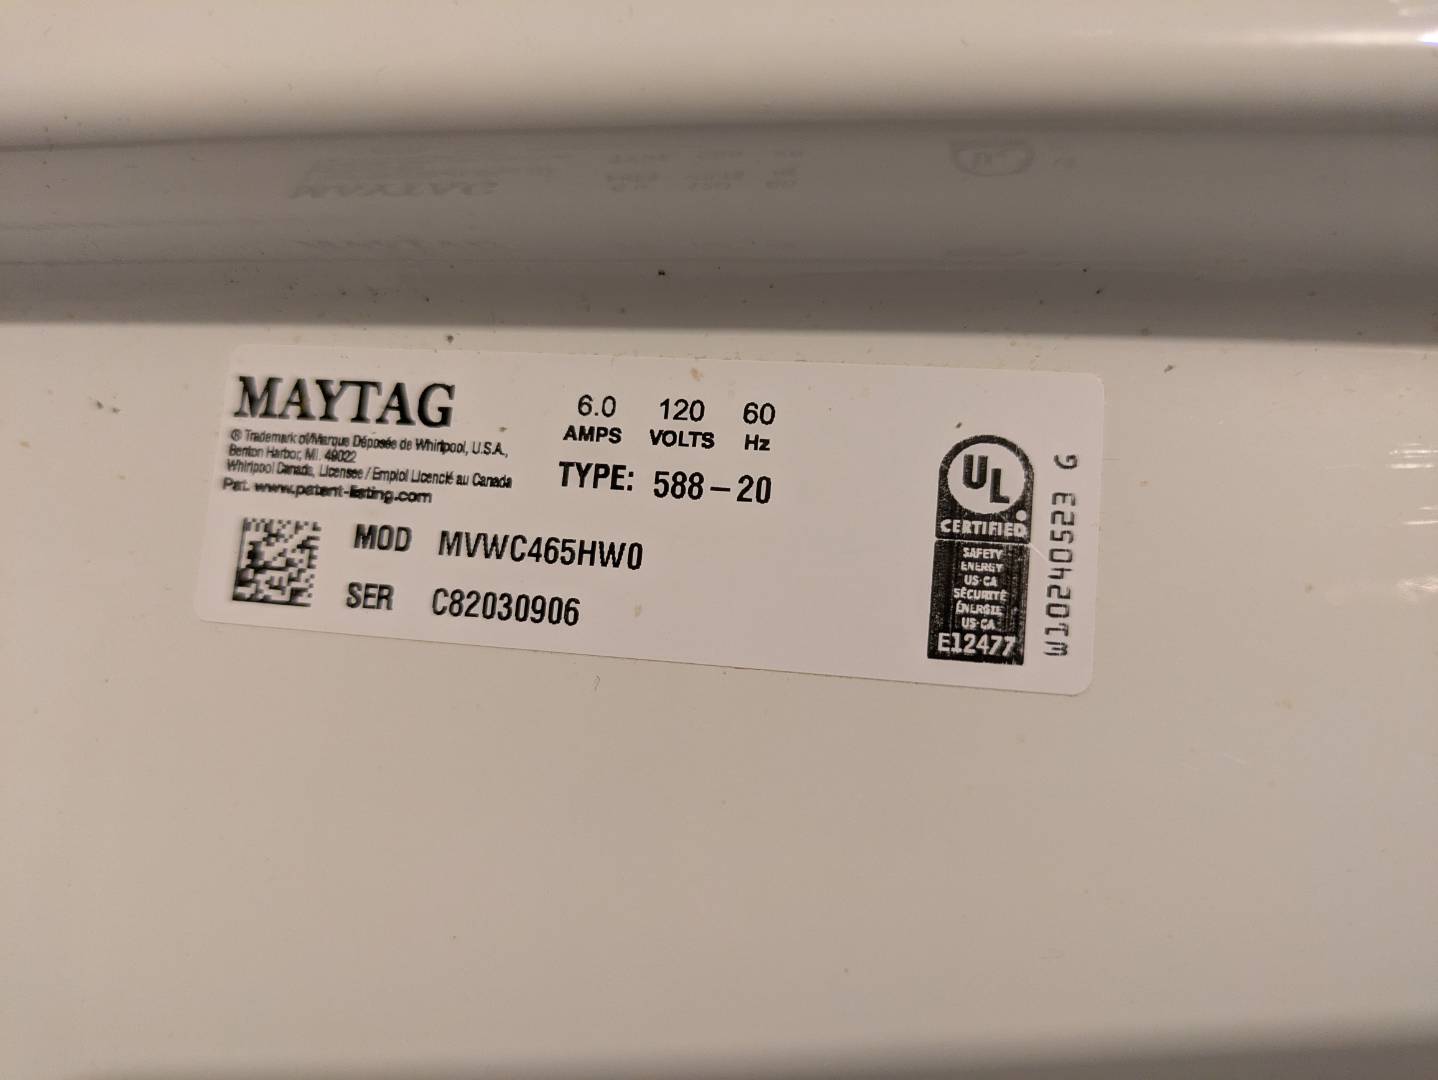 MAYTAG
® Trademark of/Marque Déposée de Whirlpool, U.S.A.,
Benton Harbor, MI. 49022
Whirlpool Canada, Licensee / Emploi Licencié au Canada
Pat. www.patent-listing.com
6.0 120 60
AMPS VOLTS Hz
TYPE: 588-20
MOD MVWC465HW0
SER C82030906
UL
CERTIFIED
SAFETY
ENERGY
US-CA
SÉCURITÉ
ÉNERGIE
US-CA
E12477
W10240523 G